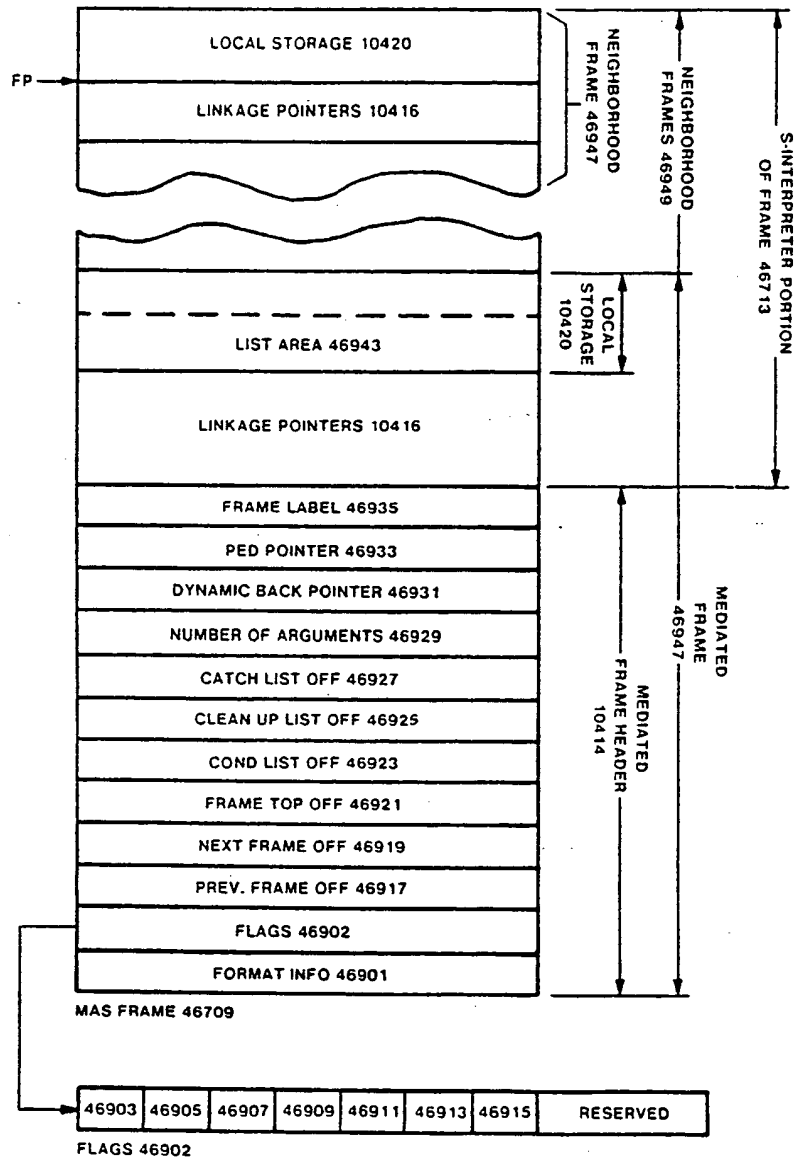 LOCAL STORAGE 10420
FP
LINKAGE POINTERS 10416
NEIGHBORHOOD
FRAME 46947
NEIGHBORHOOD
FRAMES 46949
S-INTERPRETER PORTION
OF FRAME 46713
LIST AREA 46943
LOCAL
STORAGE
10420
LINKAGE POINTERS 10416
FRAME LABEL 46935
PED POINTER 46933
DYNAMIC BACK POINTER 46931
NUMBER OF ARGUMENTS 46929
CATCH LIST OFF 46927
CLEAN UP LIST OFF 46925
COND LIST OFF 46923
FRAME TOP OFF 46921
NEXT FRAME OFF 46919
PREV. FRAME OFF 46917
FLAGS 46902
FORMAT INFO 46901
MEDIATED
FRAME HEADER
10414
MEDIATED
FRAME
46947
MAS FRAME 46709
46903 46905 46907 46909 46911 46913 46915 RESERVED
FLAGS 46902